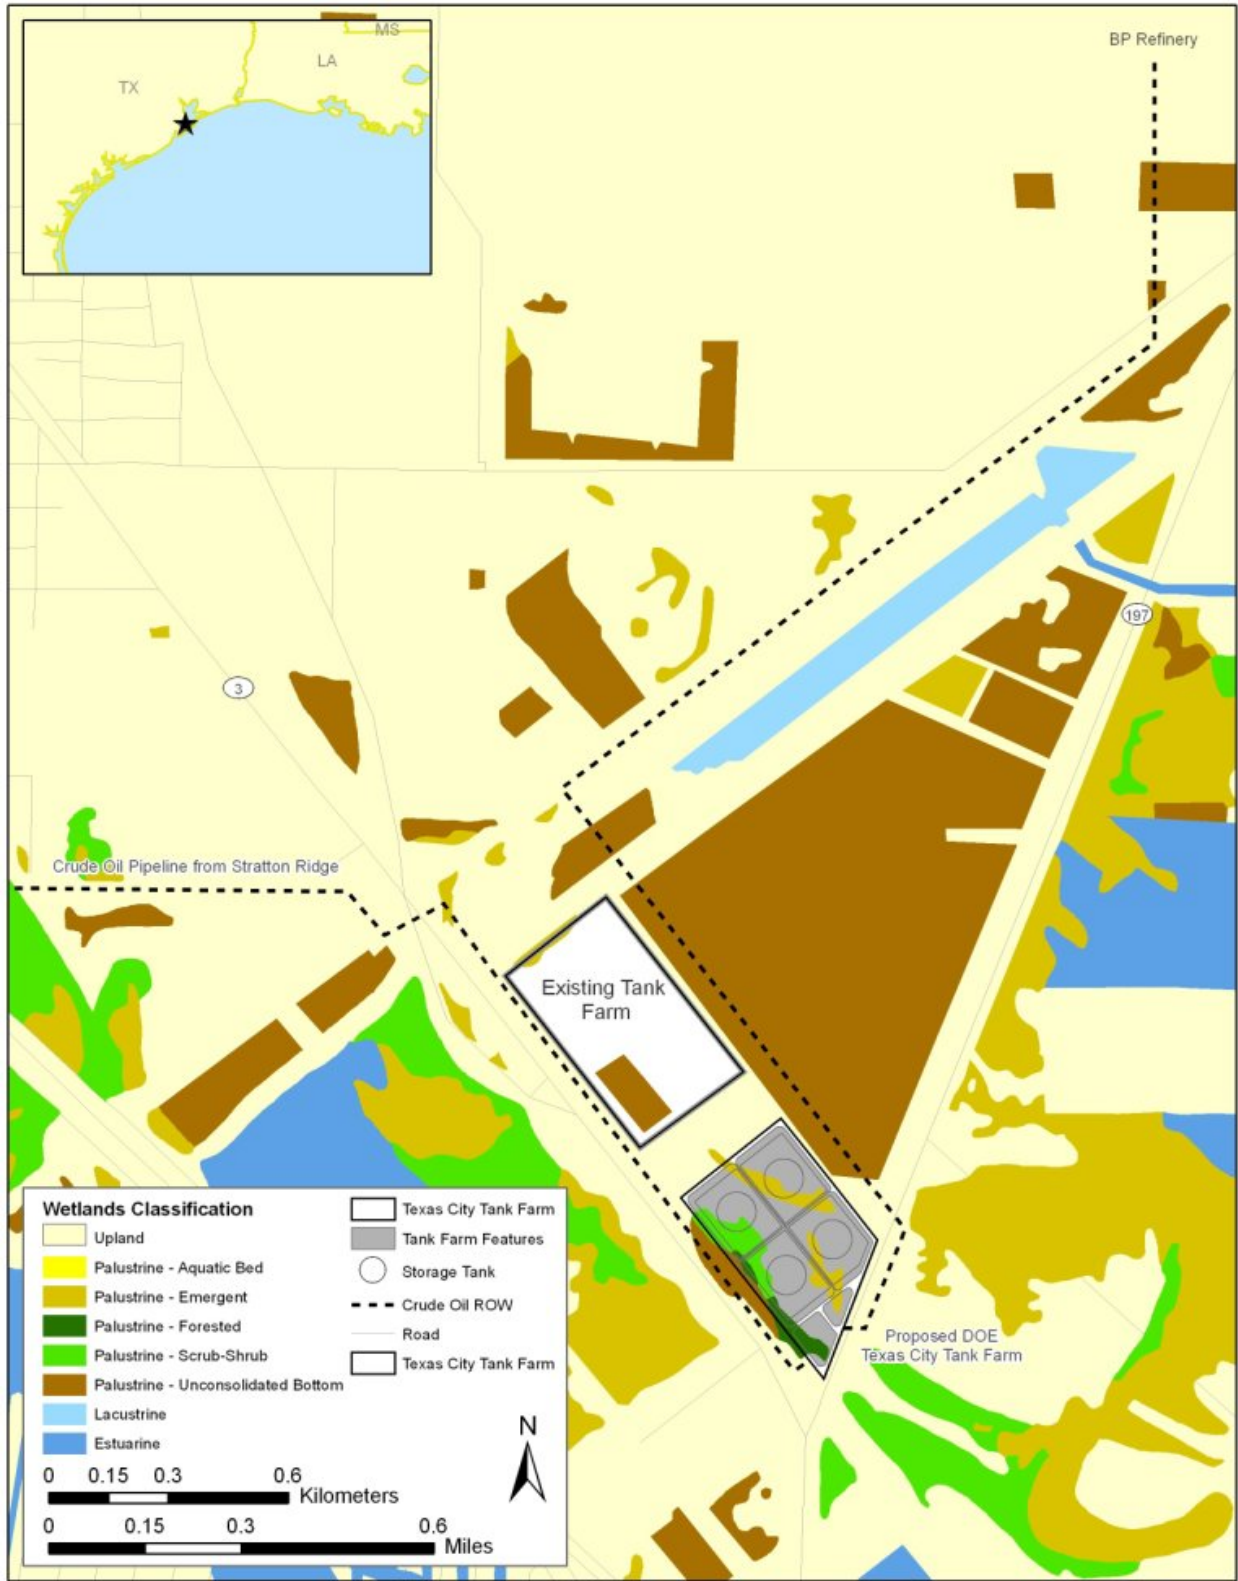 MS
LA
TX
BP Refinery
197
3
Crude Oil Pipeline from Stratton Ridge
Existing Tank
Farm
Proposed DOE
Texas City Tank Farm
Wetlands Classification
Upland
Palustrine - Aquatic Bed
Palustrine - Emergent
Palustrine - Forested
Palustrine - Scrub-Shrub
Palustrine - Unconsolidated Bottom
Lacustrine
Estuarine
Texas City Tank Farm
Tank Farm Features
Storage Tank
Crude Oil ROW
Road
Texas City Tank Farm
N
0 0.15 0.3 0.6
Kilometers
0 0.15 0.3 0.6
Miles